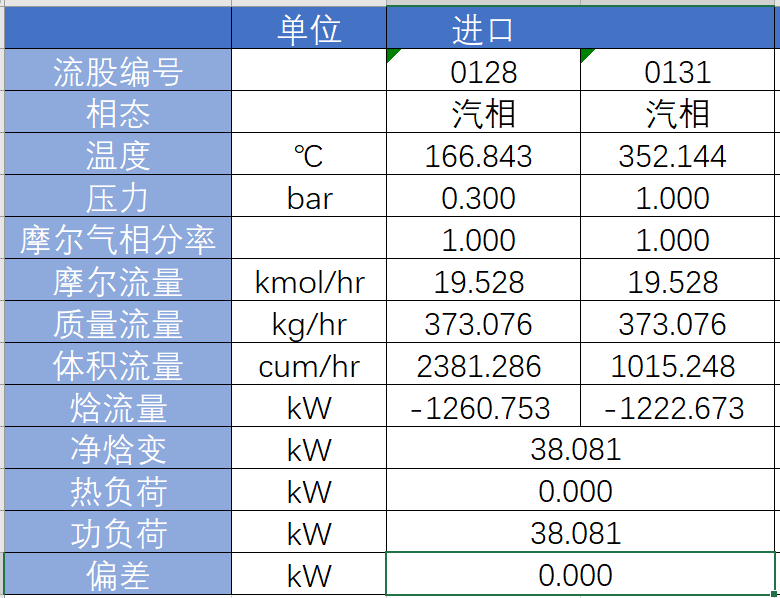 单位 进口
流股编号 0128 0131
相态 汽相 汽相
温度 ℃ 166.843 352.144
压力 bar 0.300 1.000
摩尔气相分率 1.000 1.000
摩尔流量 kmol/hr 19.528 19.528
质量流量 kg/hr 373.076 373.076
体积流量 cum/hr 2381.286 1015.248
焓流量 kW -1260.753 -1222.673
净焓变 kW 38.081
热负荷 kW 0.000
功负荷 kW 38.081
偏差 kW 0.000